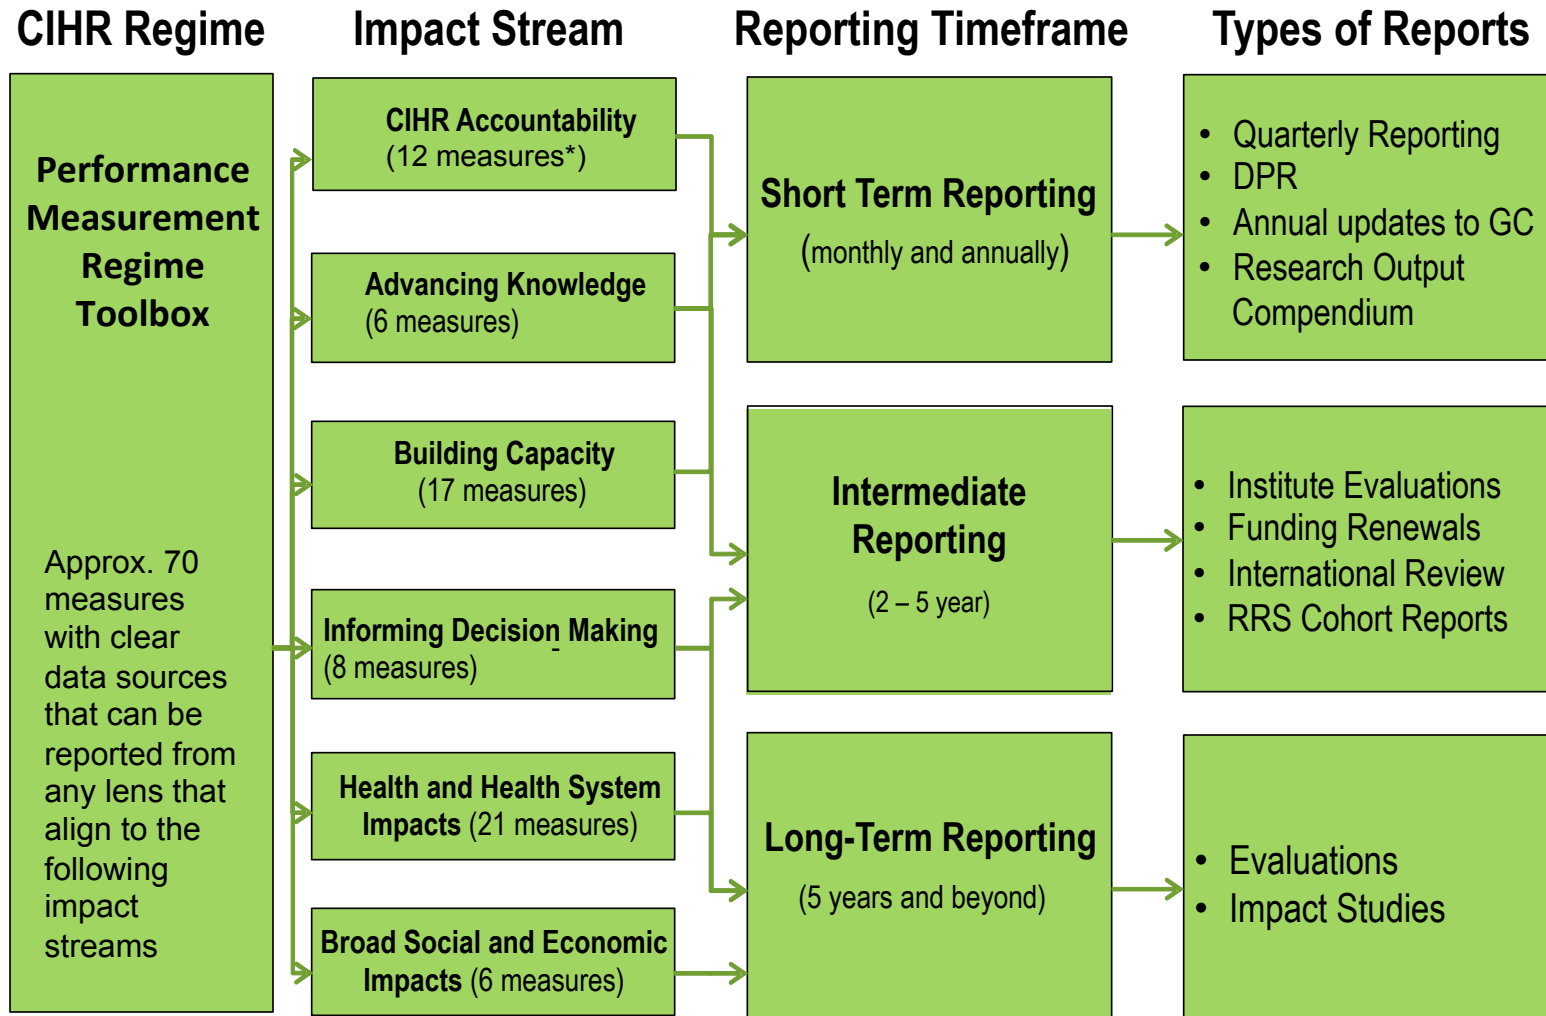 CIHR Regime
Impact Stream
Reporting Timeframe
Types of Reports
Performance
Measurement
Regime
Toolbox
Approx. 70
measures
with clear
data sources
that can be
reported from
any lens that
align to the
following
impact
streams
CIHR Accountability
(12 measures*)
Advancing Knowledge
(6 measures)
Building Capacity
(17 measures)
Informing Decision-Making
(8 measures)
Health and Health System
Impacts (21 measures)
Broad Social and Economic
Impacts (6 measures)
Short Term Reporting
(monthly and annually)
Intermediate
Reporting
(2 – 5 year)
Long-Term Reporting
(5 years and beyond)
• Quarterly Reporting
• DPR
• Annual updates to GC
• Research Output
Compendium
• Institute Evaluations
• Funding Renewals
• International Review
• RRS Cohort Reports
• Evaluations
• Impact Studies